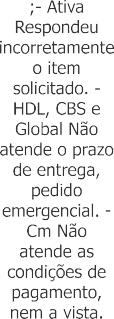 ;- Ativa
Respondeu
incorretamente
o item
solicitado. -
HDL, CBS e
Global Não
atende o prazo
de entrega,
pedido
emergencial. -
Cm Não
atende as
condições de
pagamento,
nem a vista.